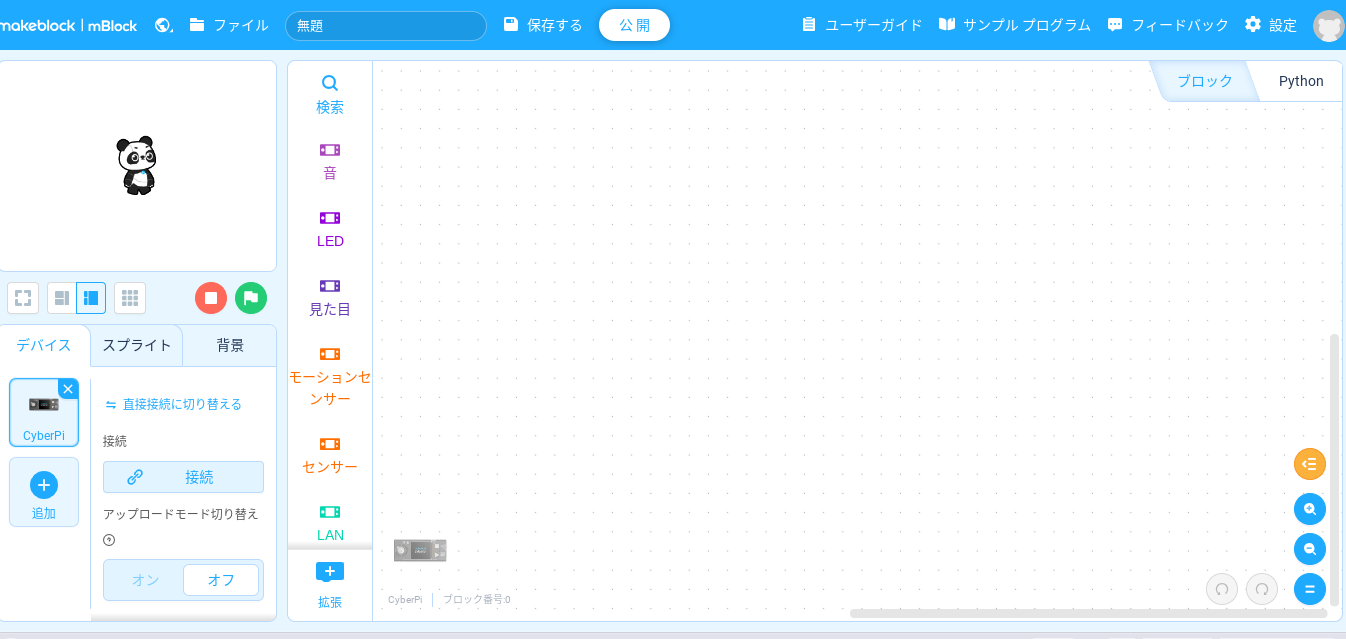 makeblock | mBlock
ファイル
無題
保存する
公開
ユーザーガイド
サンプル プログラム
フィードバック
設定
検索
音
LED
見た目
モーションセ
ンサー
センサー
LAN
拡張
ブロック
Python
デバイス
スプライト
背景
CyberPi
追加
直接接続に切り替える
接続
接続
アップロードモード切り替え
オン
オフ
CyberPi
ブロック番号:0